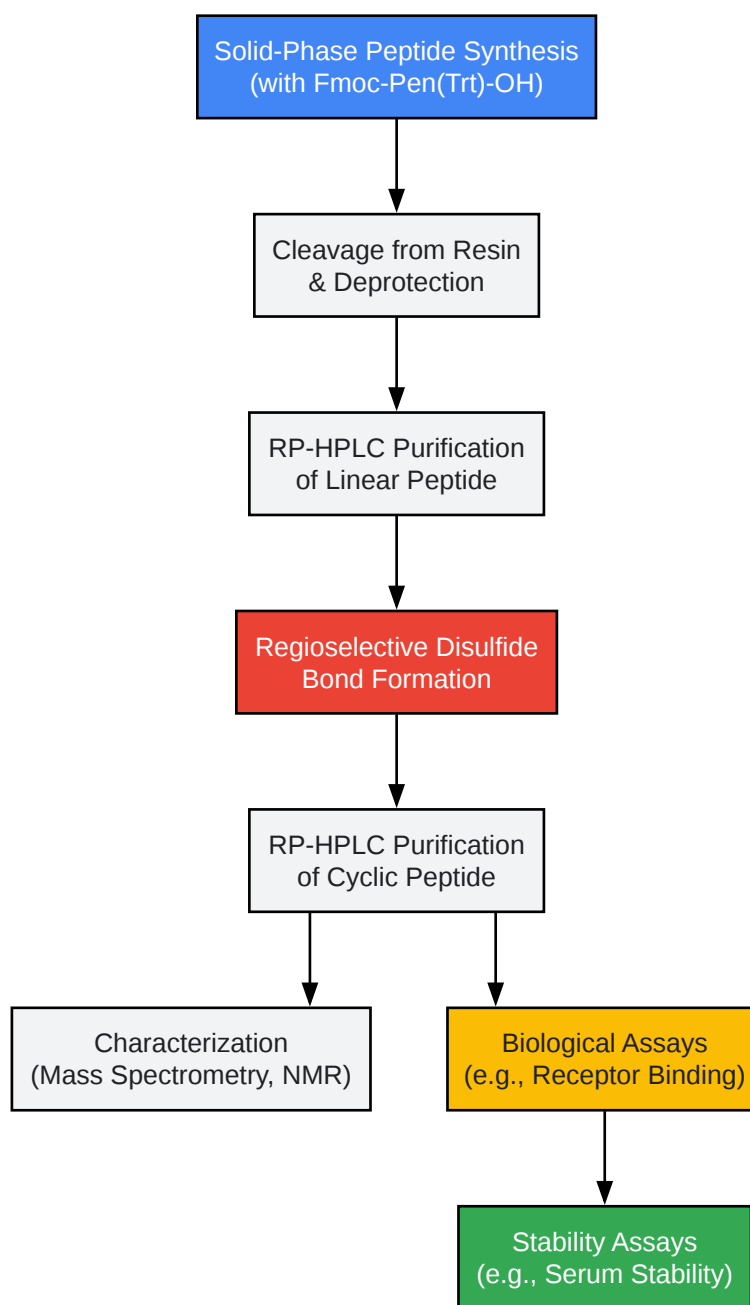 Solid-Phase Peptide Synthesis
(with Fmoc-Pen(Trt)-OH)
Cleavage from Resin
& Deprotection
RP-HPLC Purification
of Linear Peptide
Regioselective Disulfide
Bond Formation
RP-HPLC Purification
of Cyclic Peptide
Characterization
(Mass Spectrometry, NMR)
Biological Assays
(e.g., Receptor Binding)
Stability Assays
(e.g., Serum Stability)